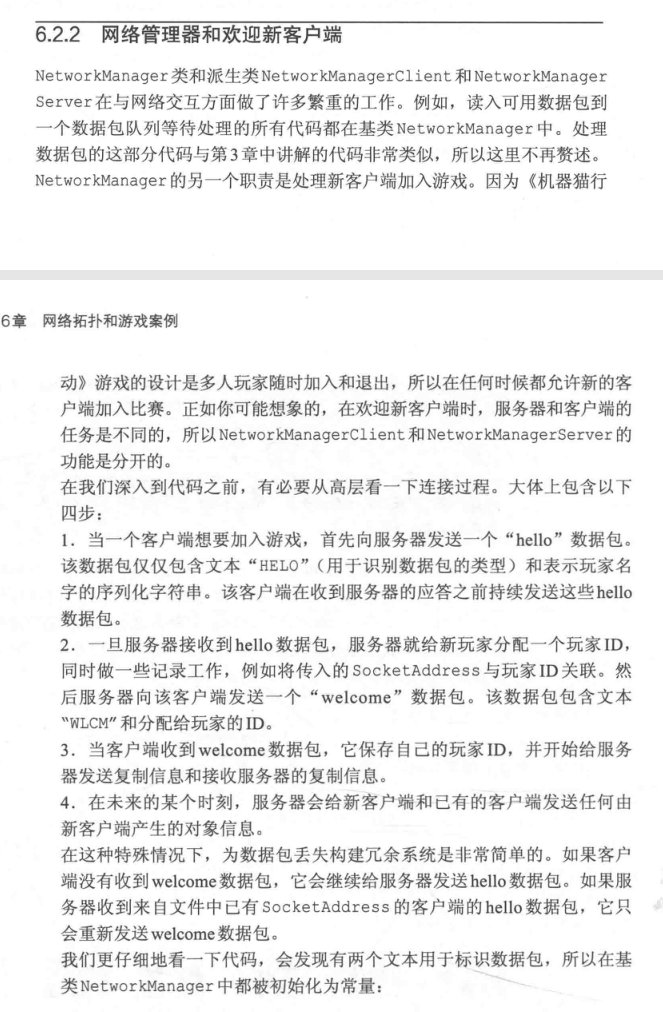 6.2.2 网络管理器和欢迎新客户端
NetworkManager类和派生类NetworkManagerClient和NetworkManager
Server在与网络交互方面做了许多繁重的工作。例如，读入可用数据包到
一个数据包队列等待处理的所有代码都在基类NetworkManager中。处理
数据包的这部分代码与第3章中讲解的代码非常类似，所以这里不再赘述。
NetworkManager的另一个职责是处理新客户端加入游戏。因为《机器猫行
6章 网络拓扑和游戏案例
动》游戏的设计是多人玩家随时加入和退出，所以在任何时候都允许新的客
户端加入比赛。正如你可能想象的，在欢迎新客户端时，服务器和客户端的
任务是不同的，所以NetworkManagerClient和NetworkManagerServer的
功能是分开的。
在我们深入到代码之前，有必要从高层看一下连接过程。大体上包含以下
四步：
1．当一个客户端想要加入游戏，首先向服务器发送一个“hello”数据包。
该数据包仅仅包含文本“HELO”（用于识别数据包的类型）和表示玩家名
字的序列化字符串。该客户端在收到服务器的应答之前持续发送这些hello
数据包。
2．一旦服务器接收到hello数据包，服务器就给新玩家分配一个玩家ID，
同时做一些记录工作，例如将传入的SocketAddress与玩家ID关联。然
后服务器向该客户端发送一个“welcome”数据包。该数据包包含文本
“WLCM”和分配给玩家的ID。
3．当客户端收到welcome数据包，它保存自己的玩家ID，并开始给服务
器发送复制信息和接收服务器的复制信息。
4．在未来的某个时刻，服务器会给新客户端和已有的客户端发送任何由
新客户端产生的对象信息。
在这种特殊情况下，为数据包丢失构建冗余系统是非常简单的。如果客户
端没有收到welcome数据包，它会继续给服务器发送hello数据包。如果服
务器收到来自文件中已有SocketAddress的客户端的hello数据包，它只
会重新发送welcome数据包。
我们更仔细地看一下代码，会发现有两个文本用于标识数据包，所以在基
类NetworkManager中都被初始化为常量：